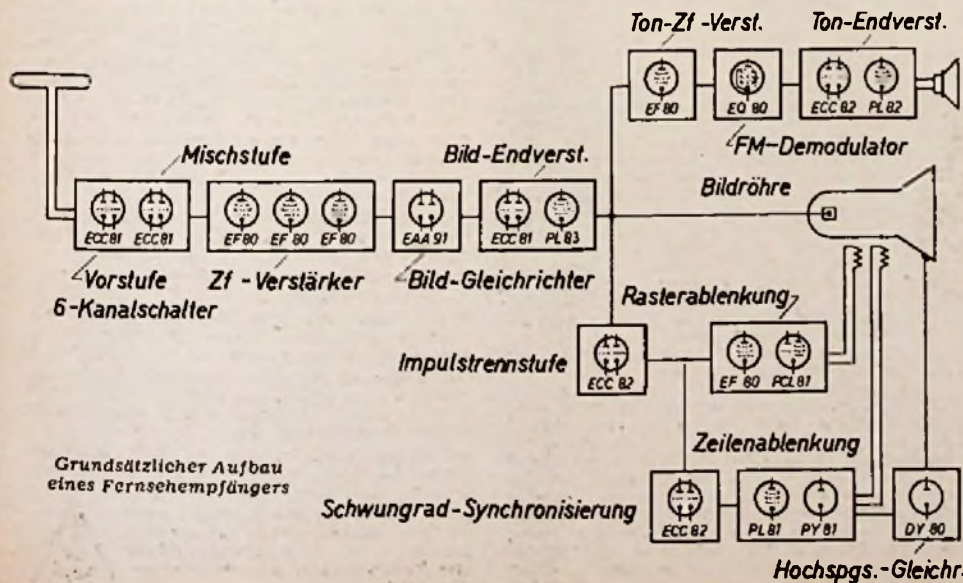 Ton-Zf-Verst.
Ton-Endverst.
EF 80
EQ 80
ECC 82
PL 82
FM-Demodulator
Mischstufe
Bild-Endverst.
Bildröhre
ECC 81
ECC 81
EF 80
EF 80
EF 80
EAA 91
ECC 81
PL 83
Vorstufe
6-Kanalschalter
Zf-Verstärker
Bild-Gleichrichter
Rasterablenkung
Impulstrennstufe
ECC 82
EF 80
PCL 81
Zeilenablenkung
Grundsätzlicher Aufbau
eines Fernsehempfängers
Schwungrad-Synchronisierung
ECC 82
PL 81
PY 81
DY 80
Hochspgs.-Gleichr.